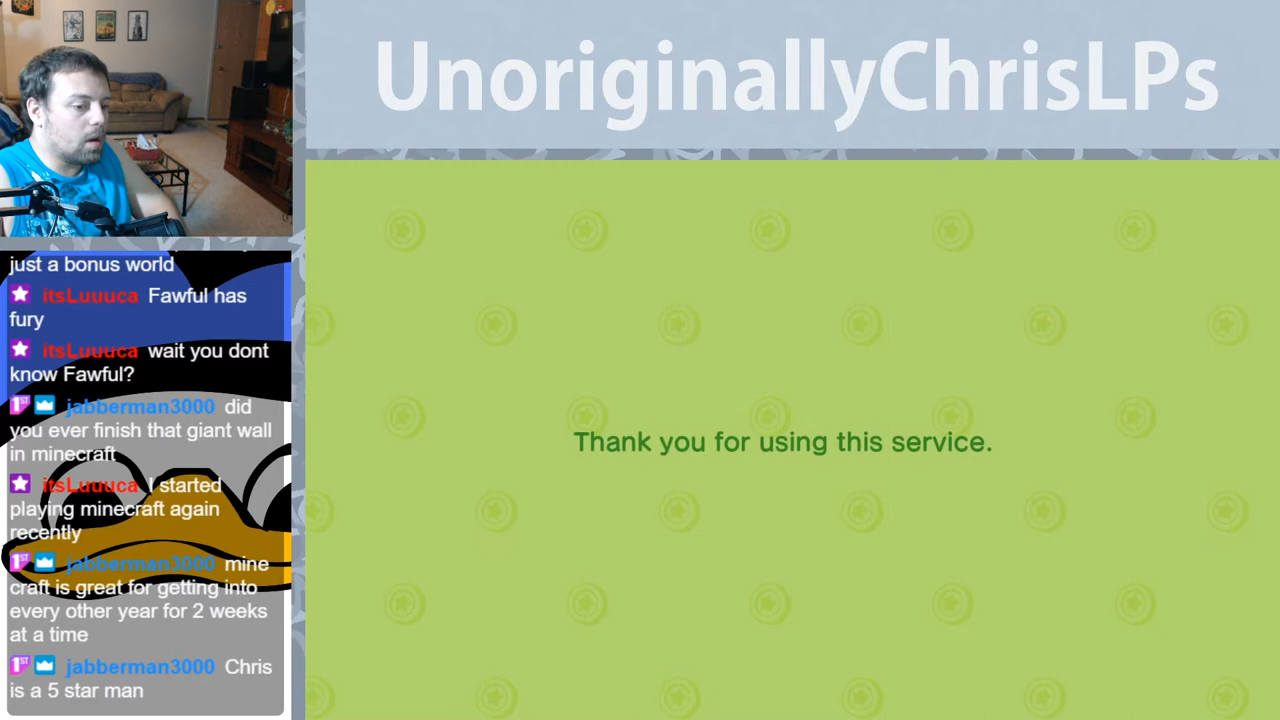 UnoriginallyChrisLPs
just a bonus world
itsLuuuca Fawful has
fury
itsLuuuca wait you dont
know Fawful?
1ST jabberman3000 did
you ever finish that giant wall
in minecraft
itsLuuuca I started
playing minecraft again
recently
1ST jabberman3000 mine
craft is great for getting into
every other year for 2 weeks
at a time
1ST jabberman3000 Chris
is a 5 star man
Thank you for using this service.